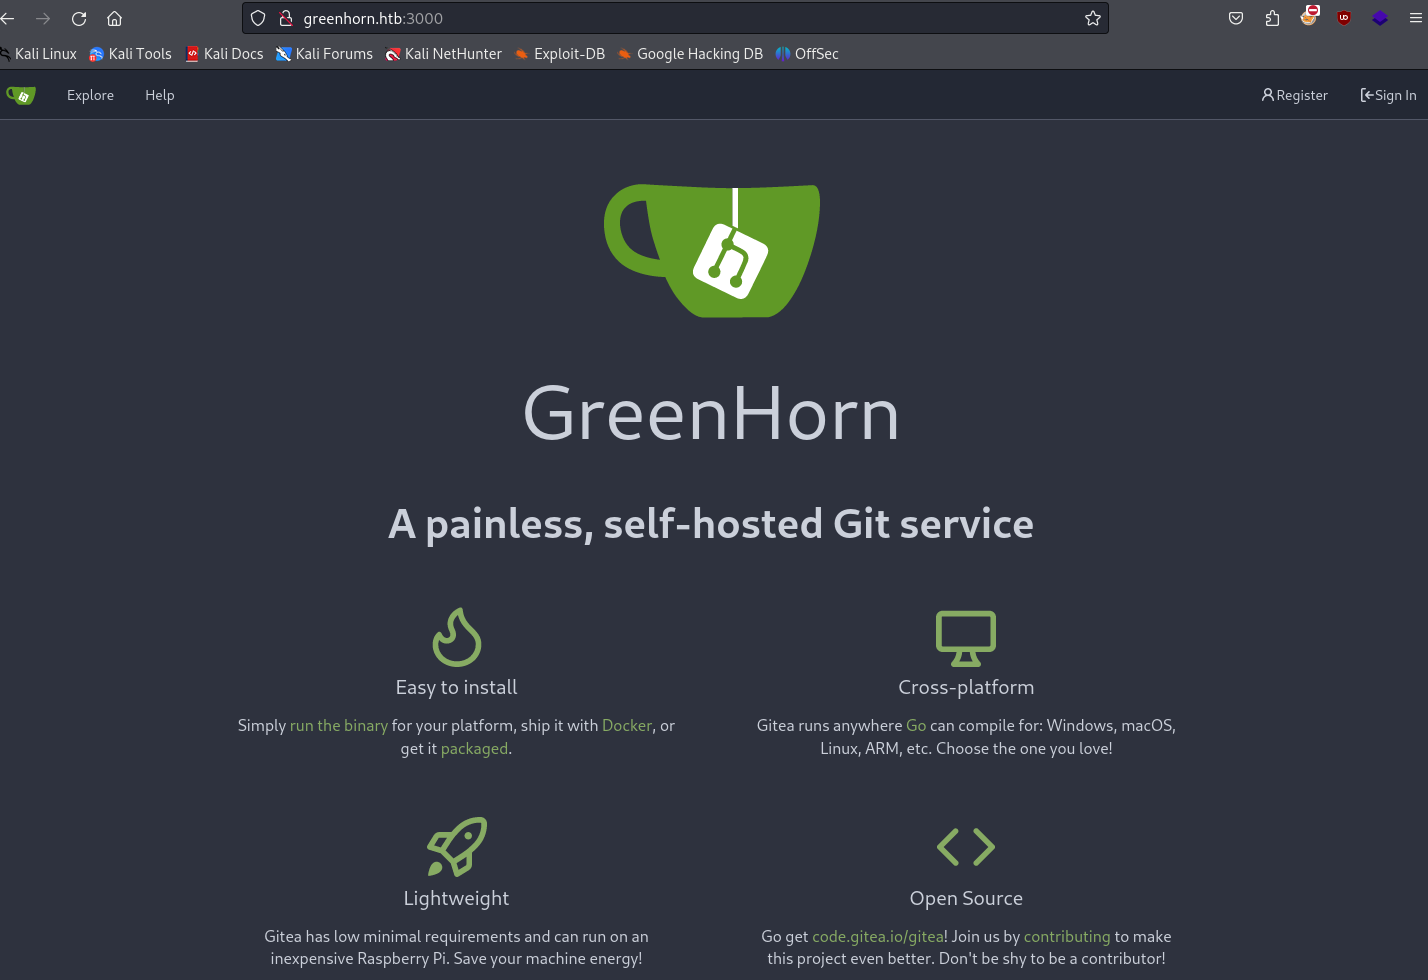 greenhorn.htb:3000
Kali Linux Kali Tools Kali Docs Kali Forums Kali NetHunter Exploit-DB Google Hacking DB OffSec
Explore Help Register Sign In
GreenHorn
A painless, self-hosted Git service
Easy to install
Simply run the binary for your platform, ship it with Docker, or
get it packaged.
Cross-platform
Gitea runs anywhere Go can compile for: Windows, macOS,
Linux, ARM, etc. Choose the one you love!
Lightweight
Gitea has low minimal requirements and can run on an
inexpensive Raspberry Pi. Save your machine energy!
Open Source
Go get code.gitea.io/gitea! Join us by contributing to make
this project even better. Don't be shy to be a contributor!